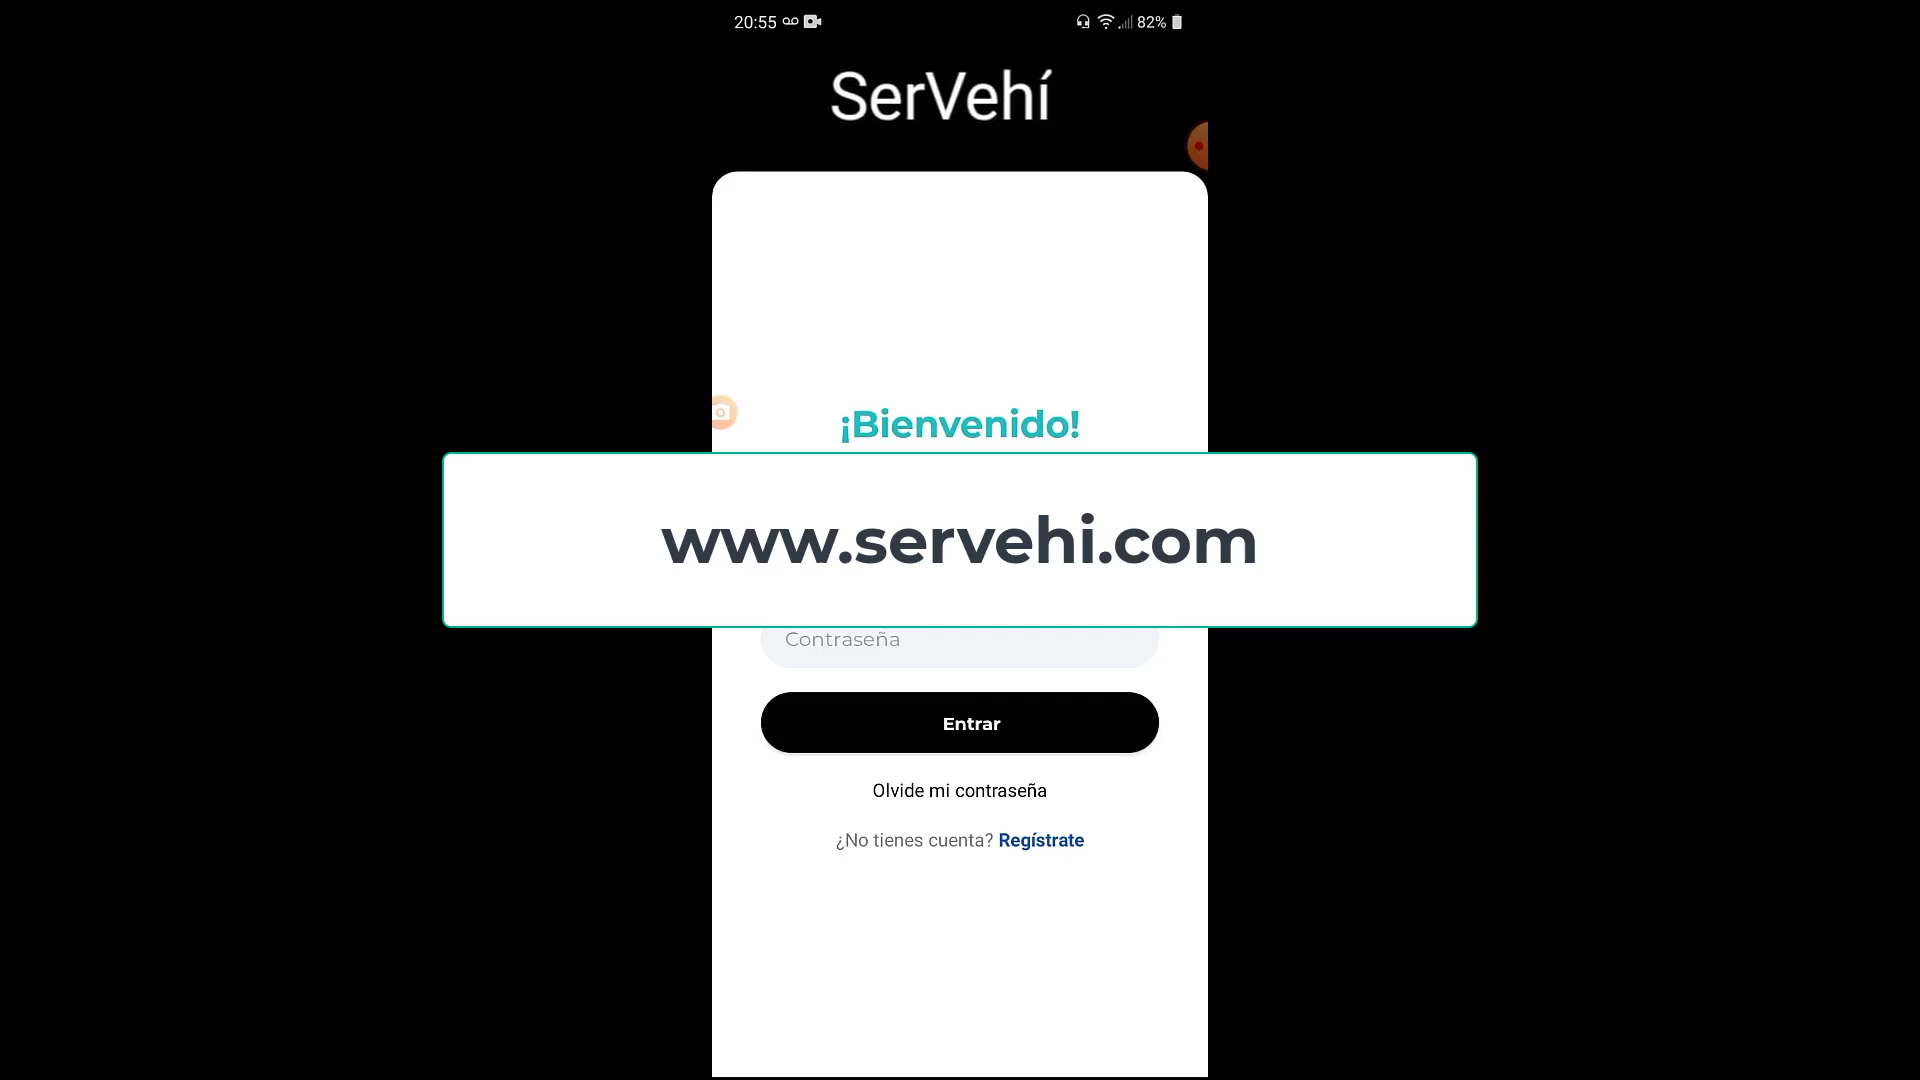 20:55
82%
SerVehí
¡Bienvenido!
www.servehi.com
Contraseña
Entrar
Olvide mi contraseña
¿No tienes cuenta? Regístrate